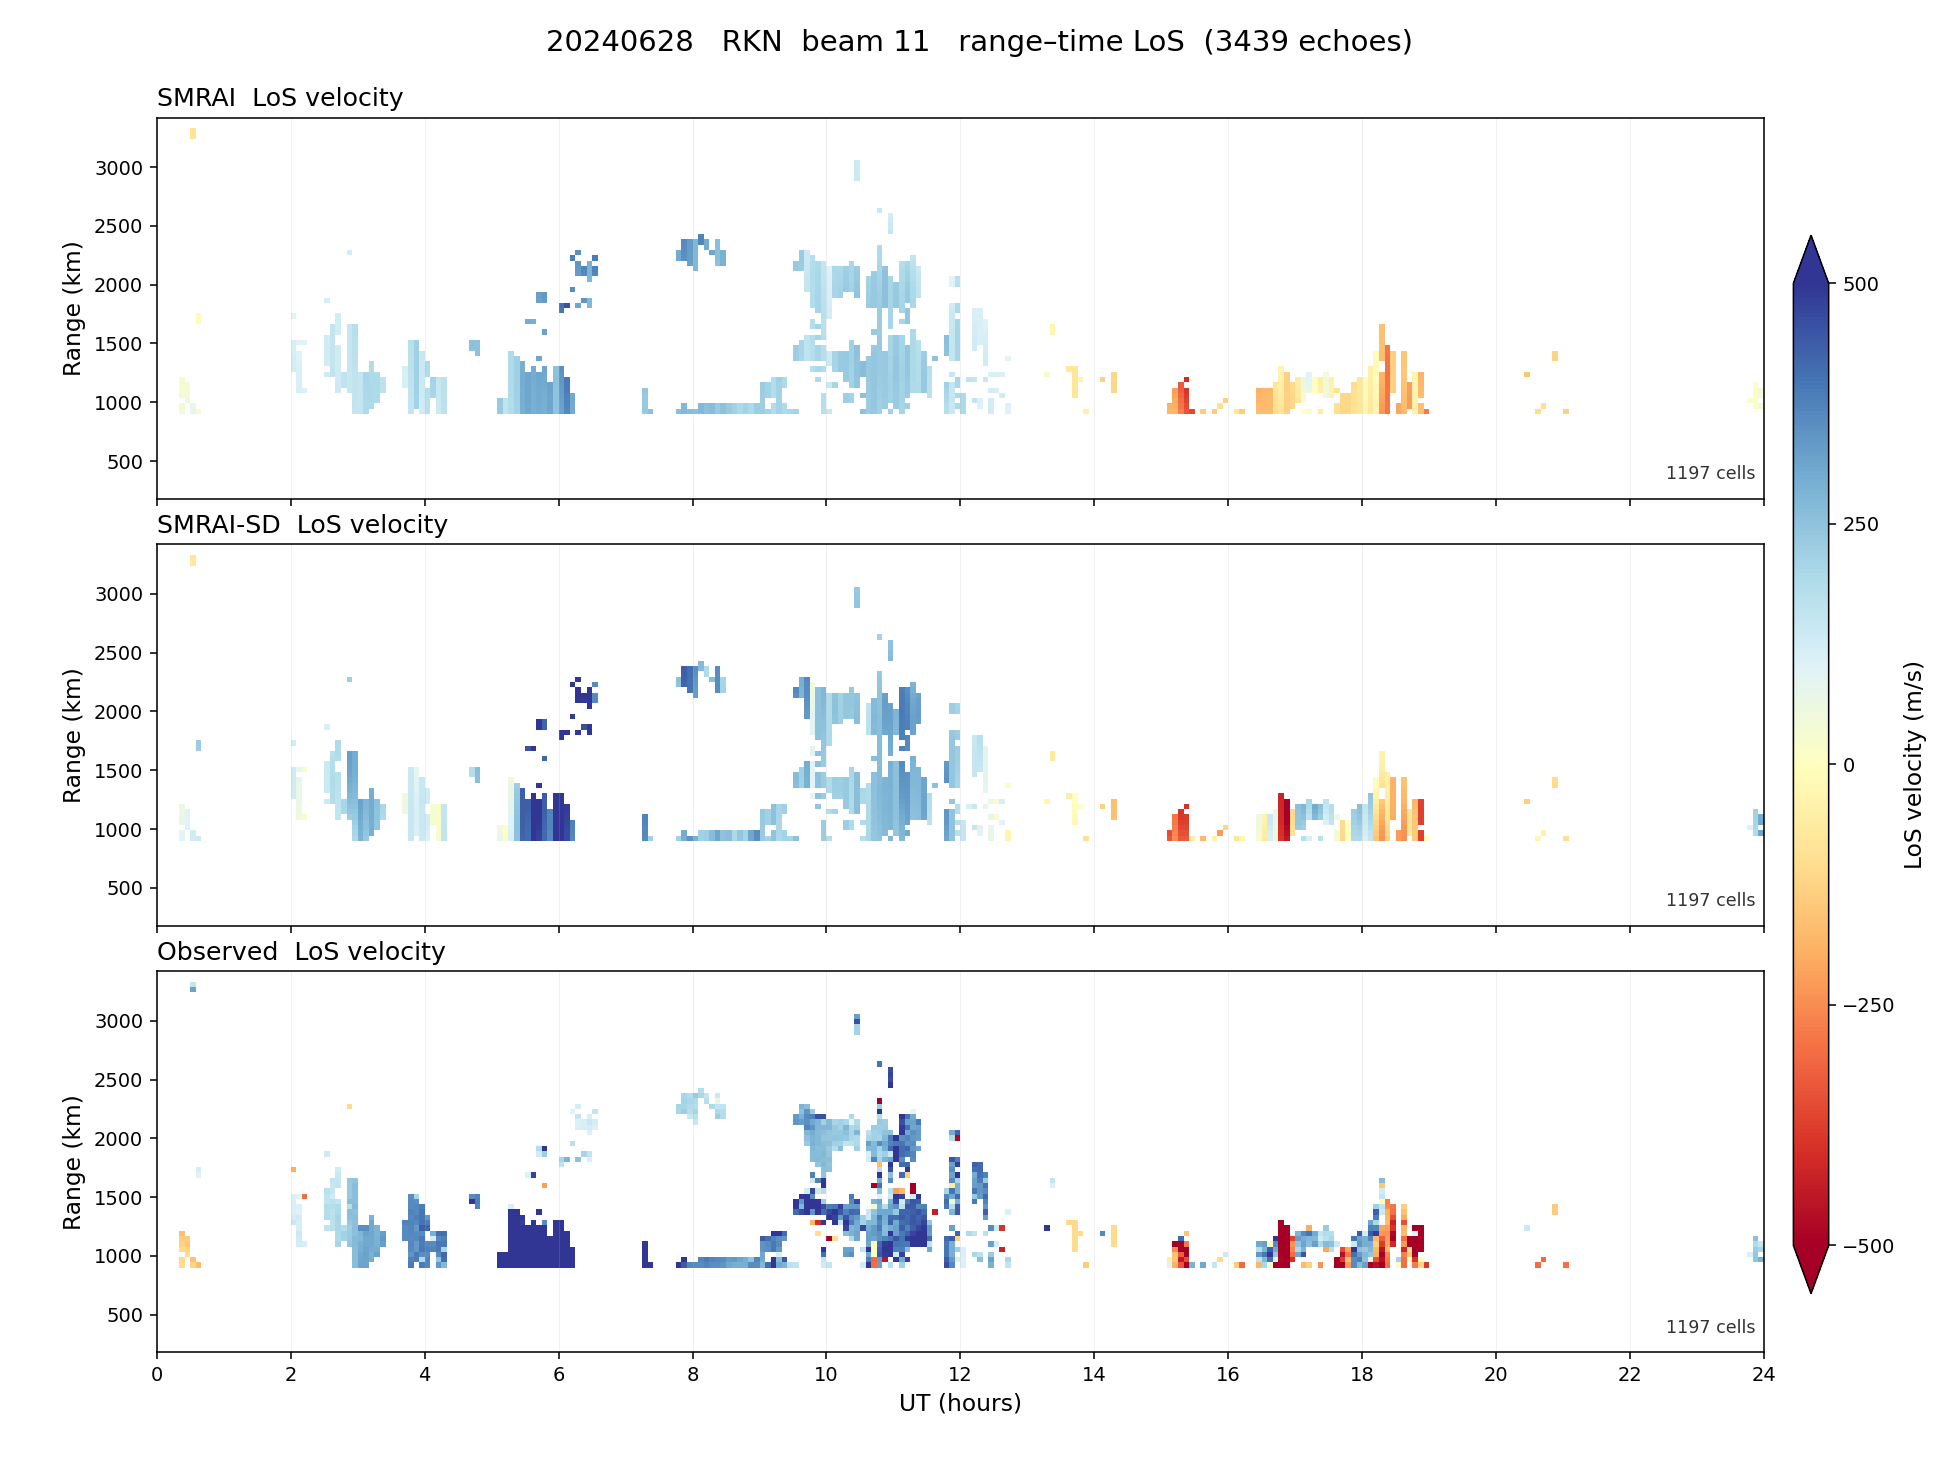 20240628 RKN beam 11 range–time LoS (3439 echoes)
SMRAI LoS velocity
Range (km)
3000
2500
2000
1500
1000
500
1197 cells
SMRAI-SD LoS velocity
Range (km)
3000
2500
2000
1500
1000
500
1197 cells
Observed LoS velocity
Range (km)
3000
2500
2000
1500
1000
500
1197 cells
0 2 4 6 8 10 12 14 16 18 20 22 24
UT (hours)
500
250
0
−250
−500
LoS velocity (m/s)